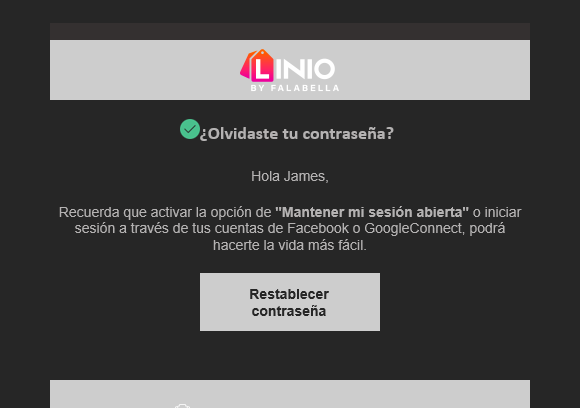 LINIO
BY FALABELLA
¿Olvidaste tu contraseña?
Hola James,
Recuerda que activar la opción de "Mantener mi sesión abierta" o iniciar
sesión a través de tus cuentas de Facebook o GoogleConnect, podrá
hacerte la vida más fácil.
Restablecer
contraseña